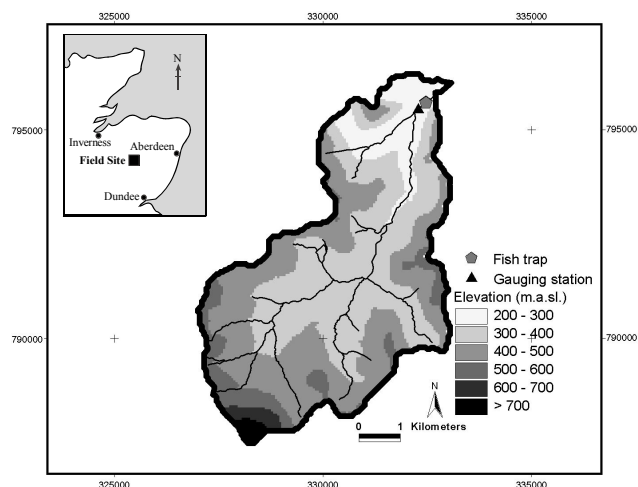 325000 330000 335000
N
795000 795000
Inverness
Aberdeen
Field Site
Dundee
Fish trap
Gauging station
Elevation (m.a.sl.)
200 - 300
790000 790000
300 - 400
400 - 500
500 - 600
600 - 700
> 700
N
0 1 Kilometers
325000 330000 335000